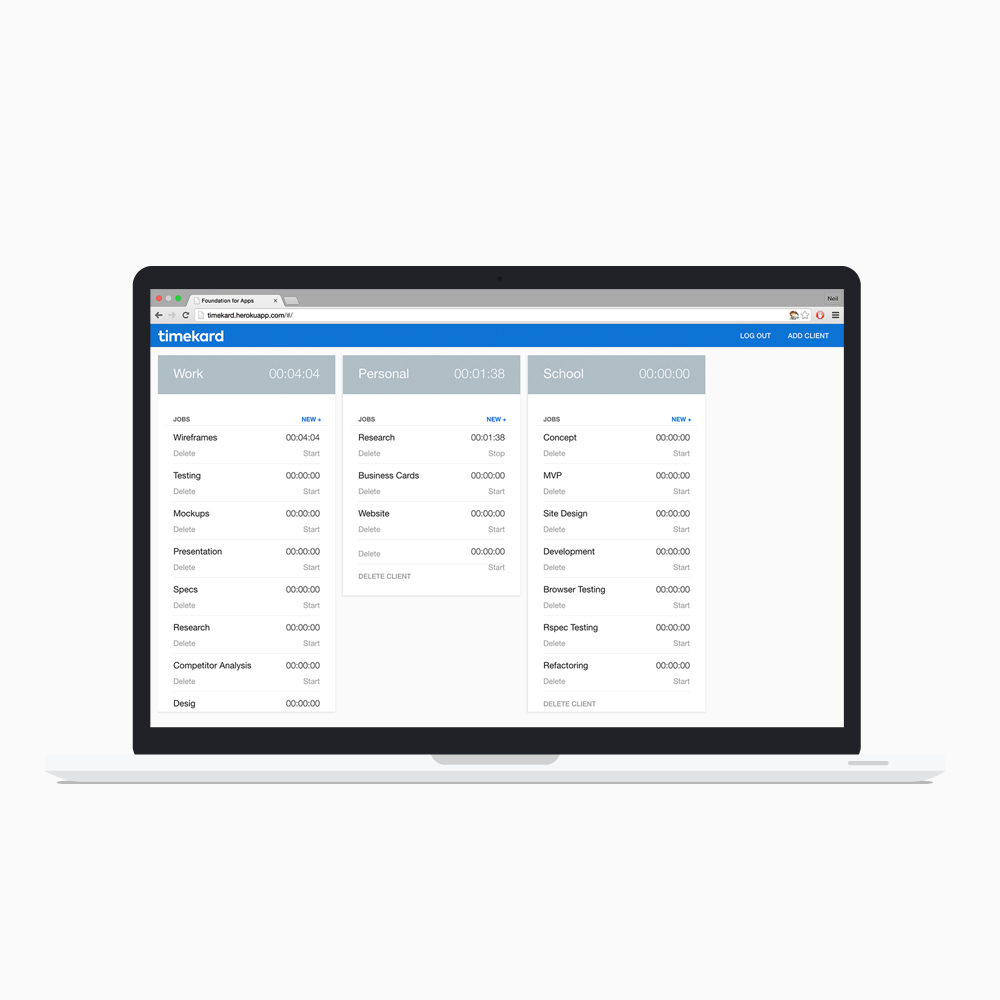 Foundation for Apps
Neil
timekard.herokuapp.com/#/
timekard
LOG OUT
ADD CLIENT
Work 00:04:04
JOBS NEW +
Wireframes 00:04:04
Delete Start
Testing 00:00:00
Delete Start
Mockups 00:00:00
Delete Start
Presentation 00:00:00
Delete Start
Specs 00:00:00
Delete Start
Research 00:00:00
Delete Start
Competitor Analysis 00:00:00
Delete Start
Desig 00:00:00
Personal 00:01:38
JOBS NEW +
Research 00:01:38
Delete Stop
Business Cards 00:00:00
Delete Start
Website 00:00:00
Delete Start
00:00:00
Delete
Start
DELETE CLIENT
School 00:00:00
JOBS NEW +
Concept 00:00:00
Delete Start
MVP 00:00:00
Delete Start
Site Design 00:00:00
Delete Start
Development 00:00:00
Delete Start
Browser Testing 00:00:00
Delete Start
Rspec Testing 00:00:00
Delete Start
Refactoring 00:00:00
Delete Start
DELETE CLIENT